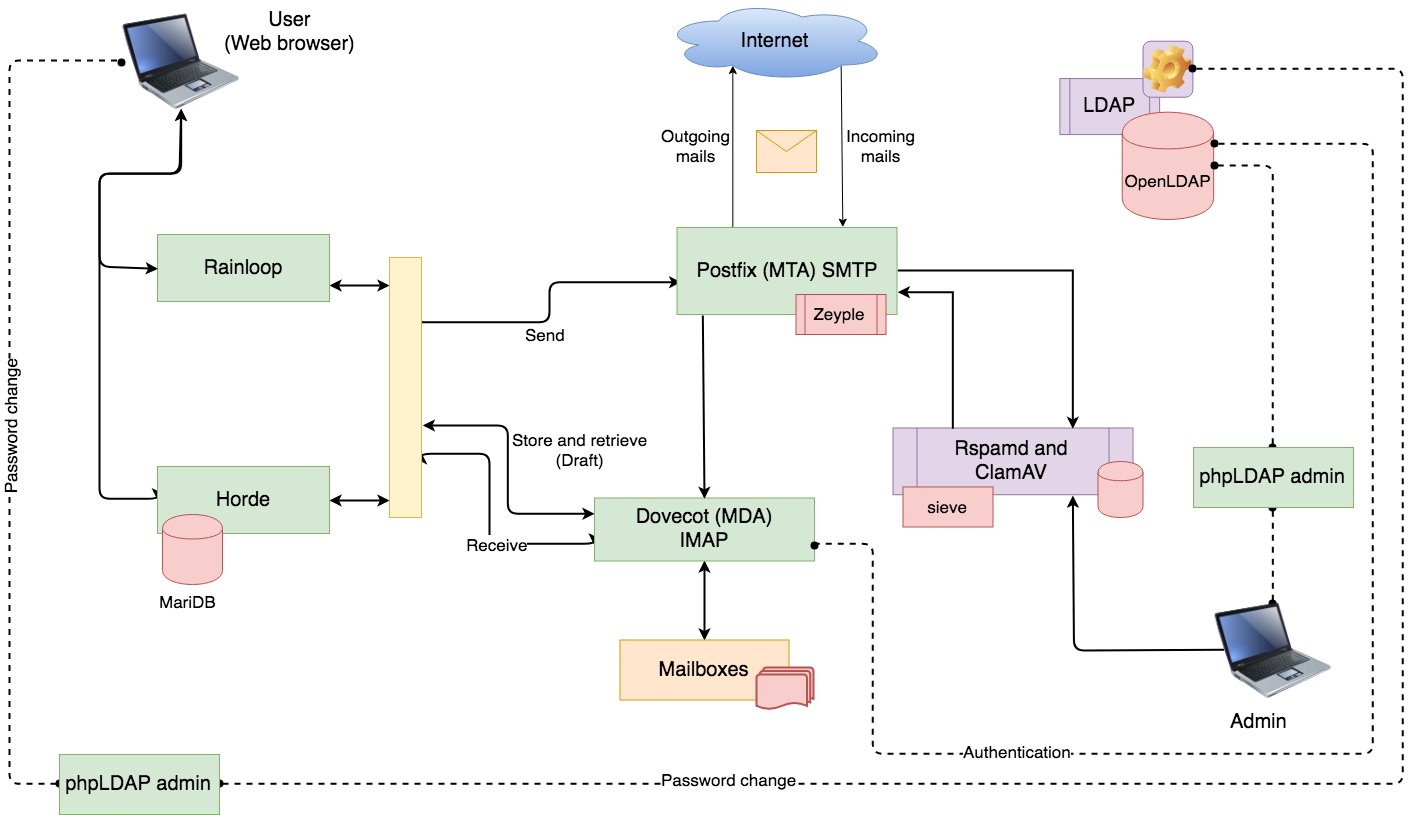 User
(Web browser)
Internet
LDAP
OpenLDAP
Outgoing
mails
Incoming
mails
Rainloop
Postfix (MTA) SMTP
Zeyple
Send
Password change
Store and retrieve
(Draft)
Rspamd and
ClamAV
sieve
phpLDAP admin
Horde
MariDB
Receive
Dovecot (MDA)
IMAP
Mailboxes
Admin
Authentication
phpLDAP admin
Password change